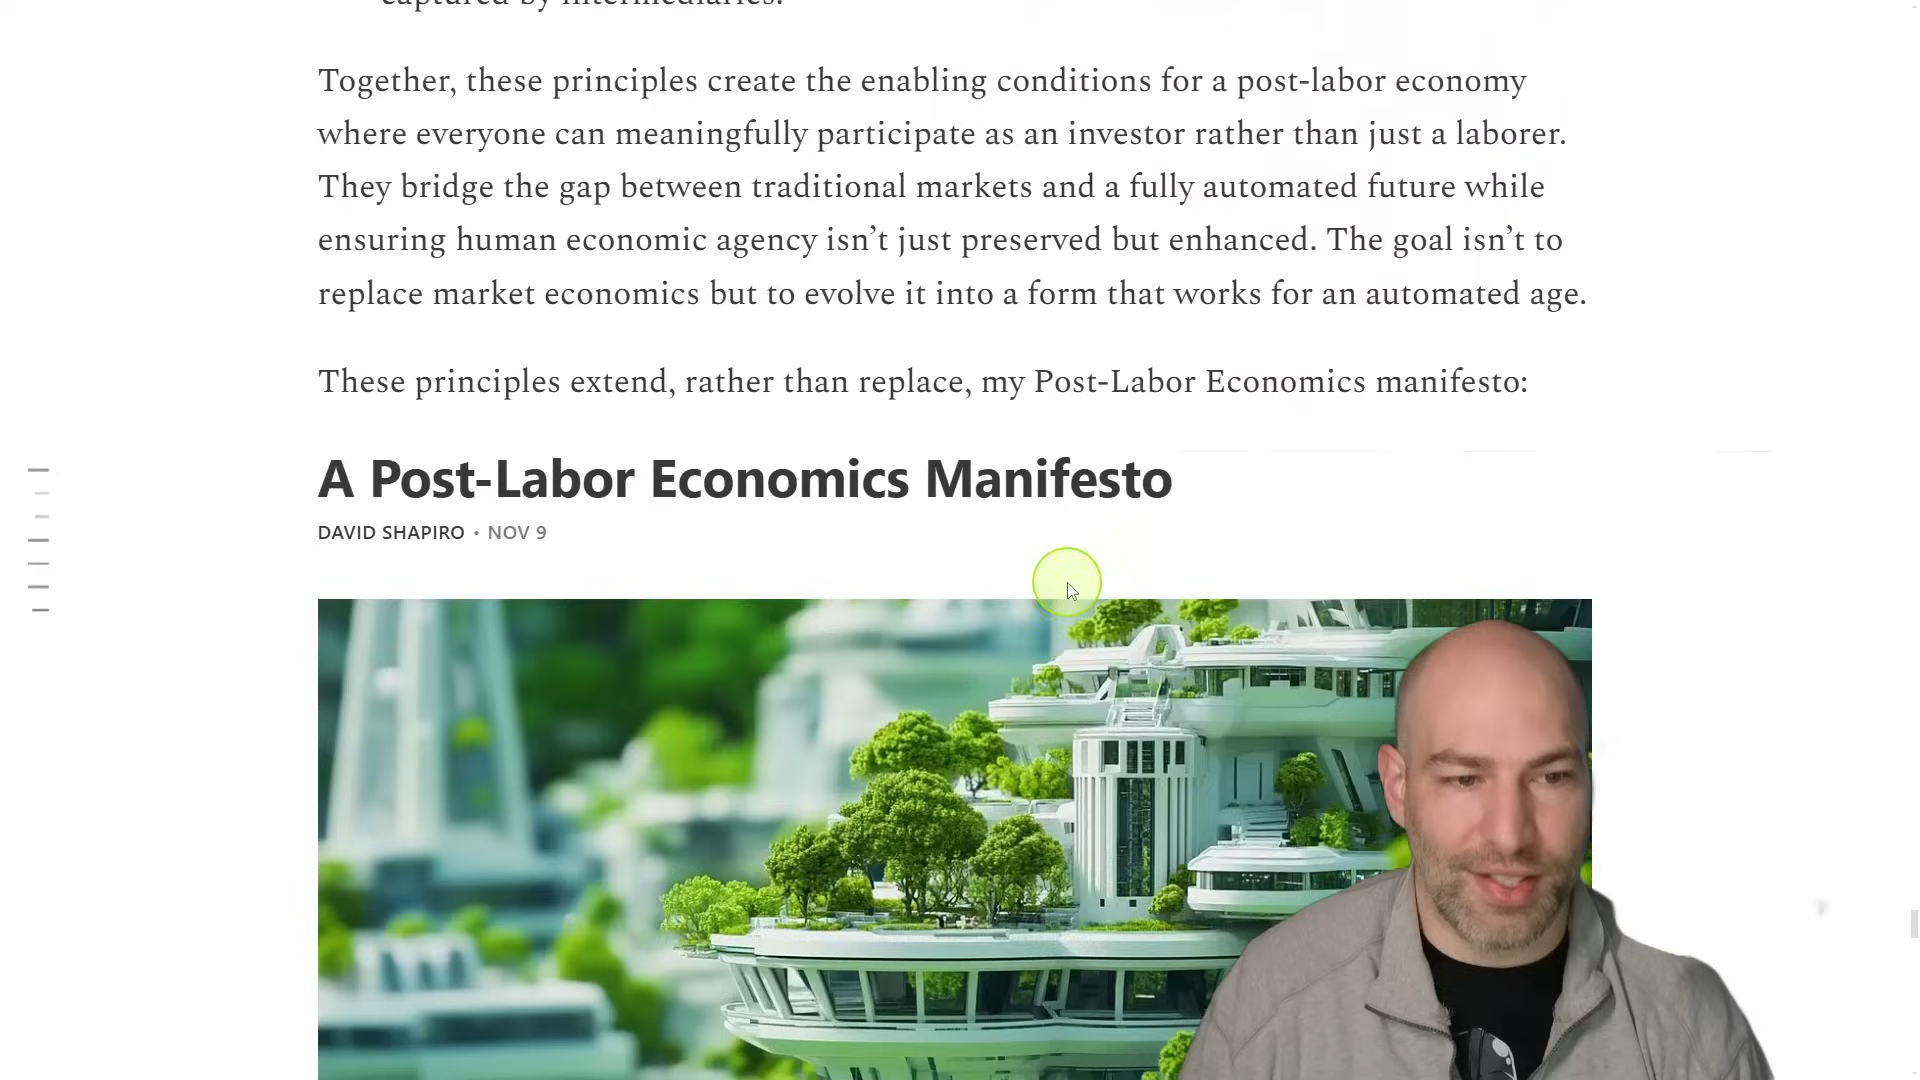 captured by intermediaries.
Together, these principles create the enabling conditions for a post-labor economy
where everyone can meaningfully participate as an investor rather than just a laborer.
They bridge the gap between traditional markets and a fully automated future while
ensuring human economic agency isn’t just preserved but enhanced. The goal isn’t to
replace market economics but to evolve it into a form that works for an automated age.
These principles extend, rather than replace, my Post-Labor Economics manifesto:
A Post-Labor Economics Manifesto
DAVID SHAPIRO • NOV 9